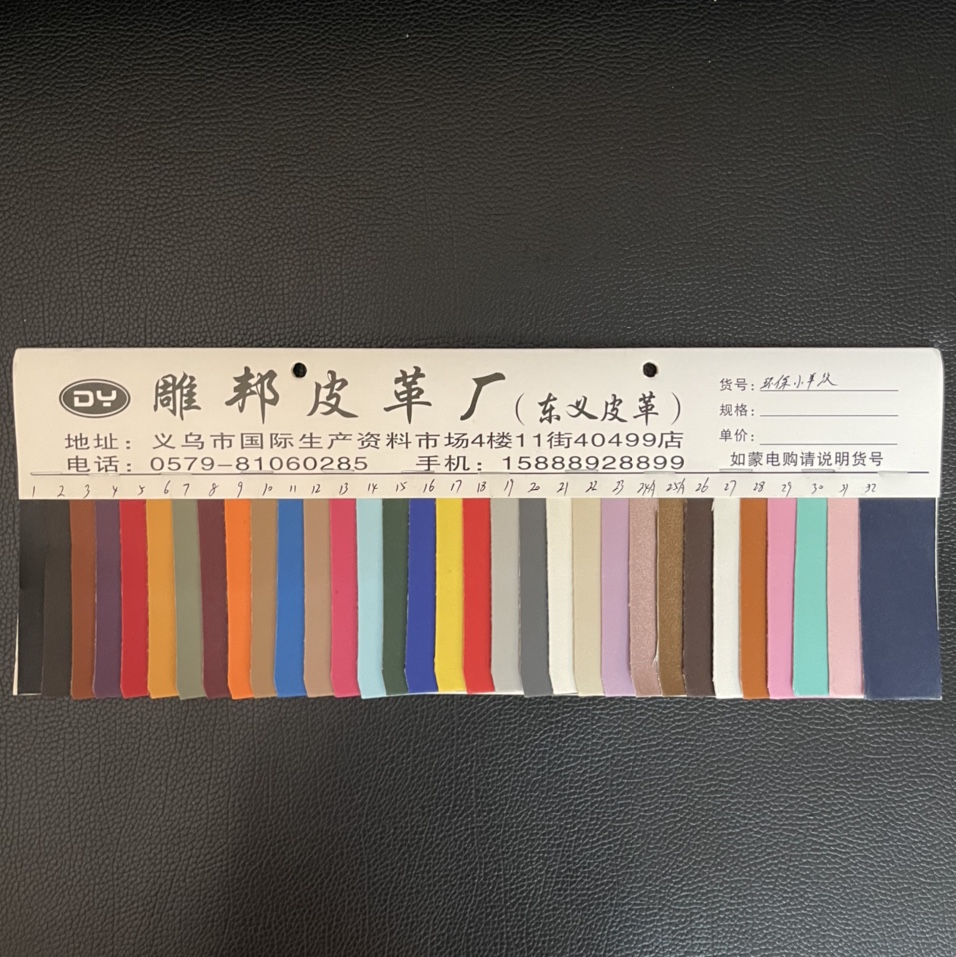 DY 雕邦皮革厂（东义皮革）
地址：义乌市国际生产资料市场4楼11街40499店
电话：0579-81060285 手机：15888928899
货号：环保小羊皮
规格：
单价：
如蒙电购请说明货号
1 2 3 4 5 6 7 8 9 10 11 12 13 14 15 16 17 18 19 20 21 22 23 24A 25A 26 27 28 29 30 31 32